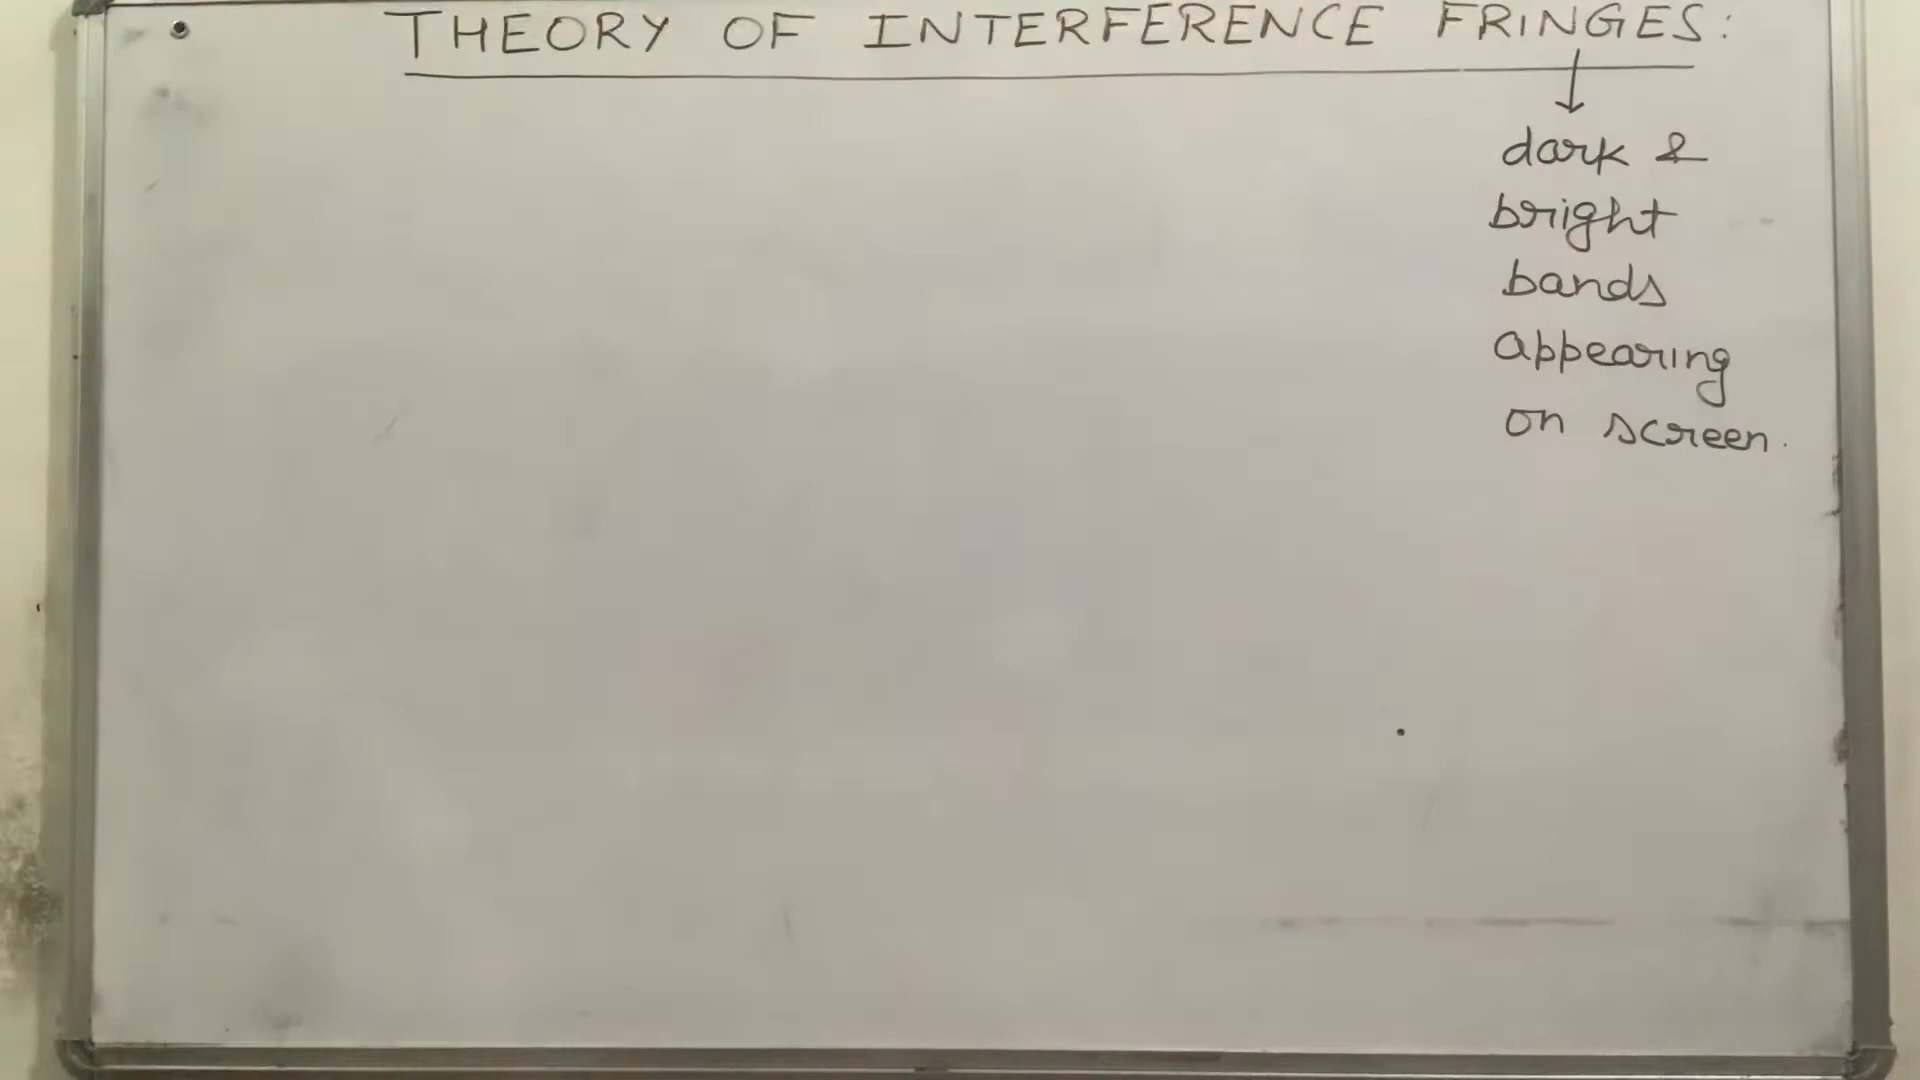 THEORY OF INTERFERENCE FRINGES:
dark &
bright
bands
appearing
on screen.